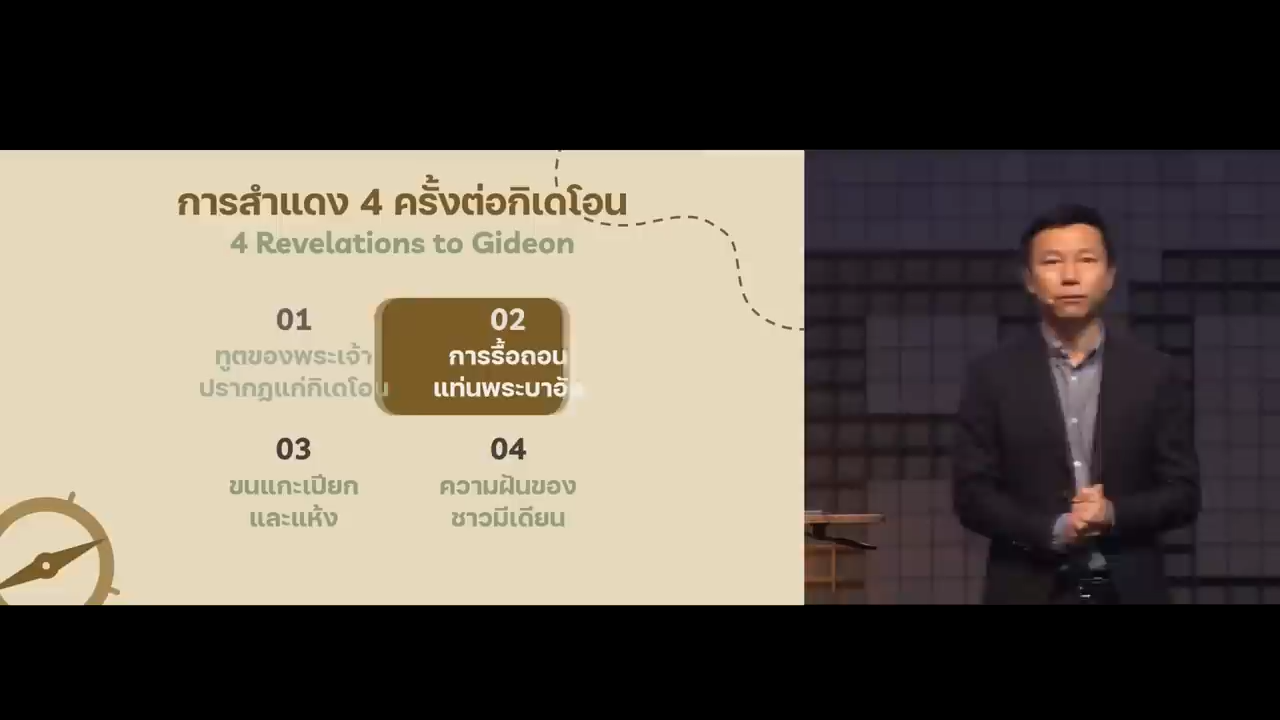 การสำแดง 4 ครั้งต่อกิเดโอน
4 Revelations to Gideon
01
ทูตของพระเจ้า
ปรากฏแก่กิเดโอน
02
การรื้อถอน
แท่นพระบาอัล
03
ขนแกะเปียก
และแห้ง
04
ความฝันของ
ชาวมีเดียน